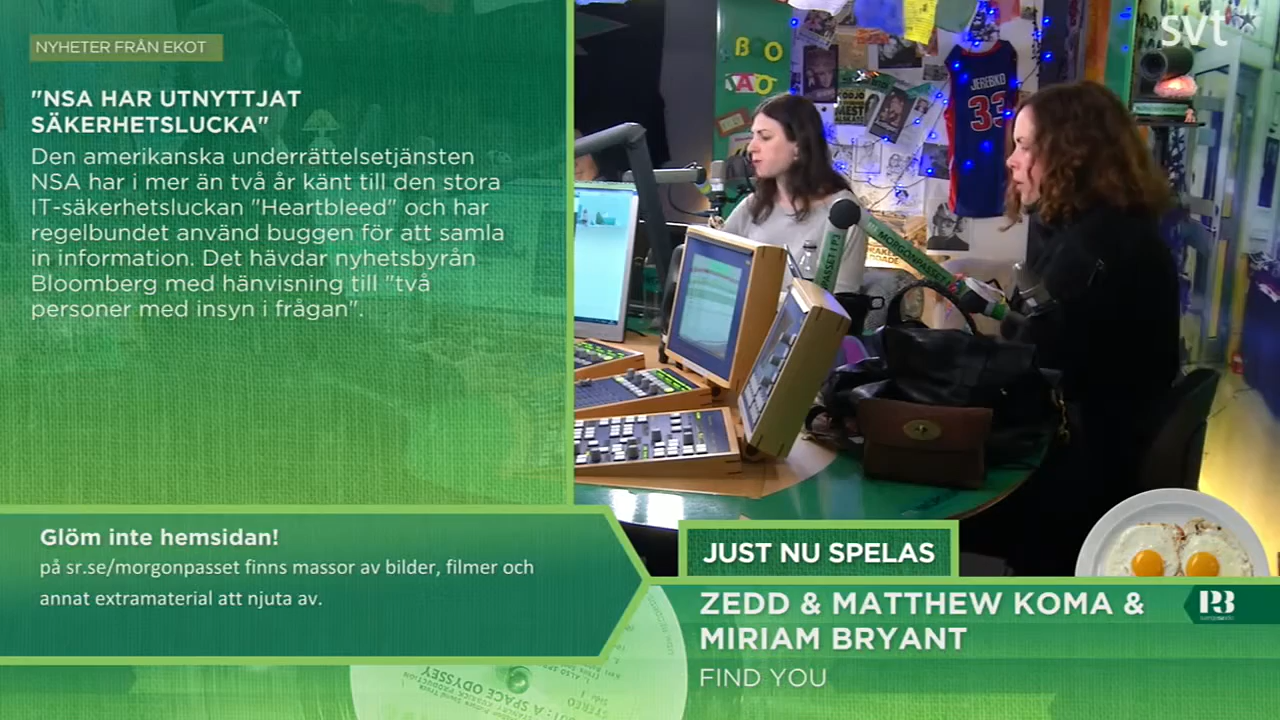 NYHETER FRÅN EKOT
"NSA HAR UTNYTTJAT
SÄKERHETSLUCKA"
Den amerikanska underrättelsetjänsten
NSA har i mer än två år känt till den stora
IT-säkerhetsluckan "Heartbleed" och har
regelbundet använd buggen för att samla
in information. Det hävdar nyhetsbyrån
Bloomberg med hänvisning till "två
personer med insyn i frågan".
svt
BO
JEREBKO
33
MORGONPASSET
Glöm inte hemsidan!
på sr.se/morgonpasset finns massor av bilder, filmer och
annat extramaterial att njuta av.
JUST NU SPELAS
ZEDD & MATTHEW KOMA &
MIRIAM BRYANT
FIND YOU
P3
STEREO
A SPACE ODYSSEY